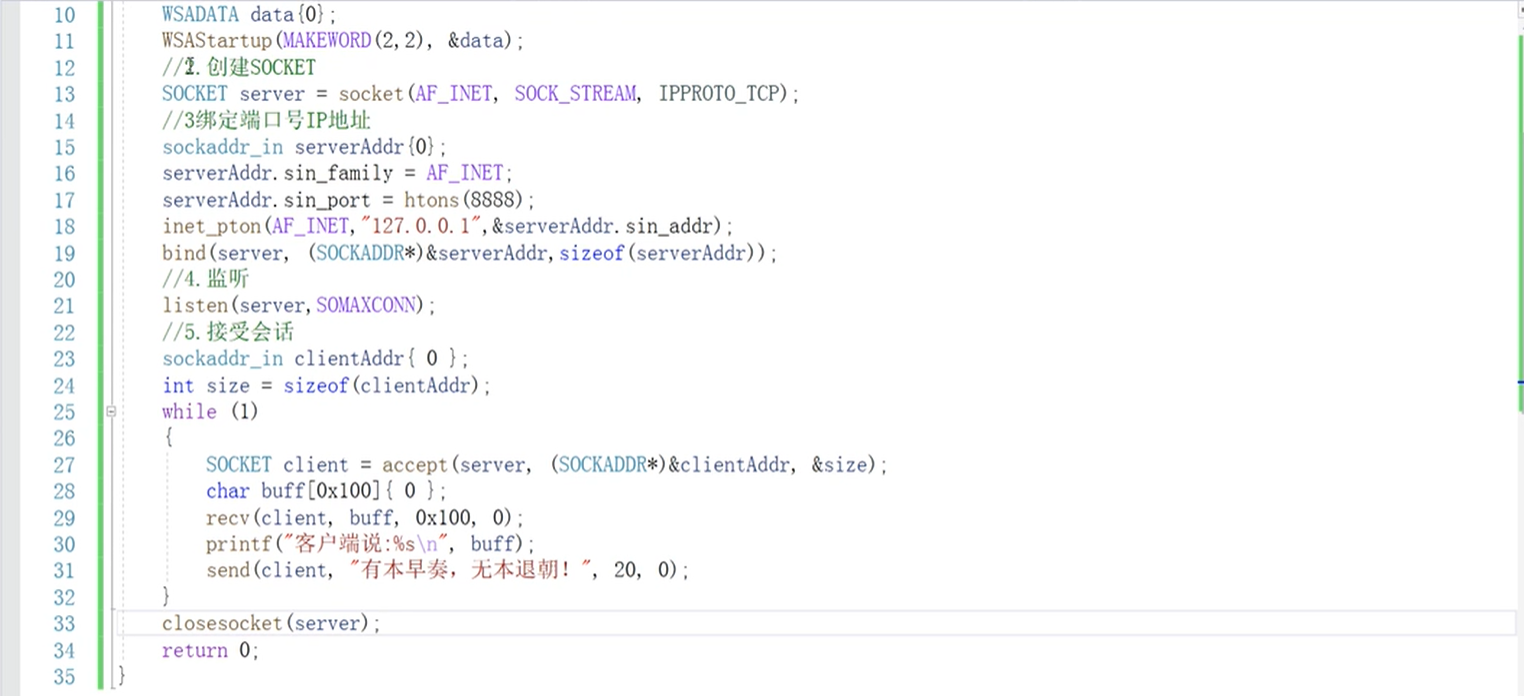 10 WSADATA data{0};
11 WSAStartup(MAKEWORD(2,2), &data);
12 //2.创建SOCKET
13 SOCKET server = socket(AF_INET, SOCK_STREAM, IPPROTO_TCP);
14 //3绑定端口号IP地址
15 sockaddr_in serverAddr{0};
16 serverAddr.sin_family = AF_INET;
17 serverAddr.sin_port = htons(8888);
18 inet_pton(AF_INET,"127.0.0.1",&serverAddr.sin_addr);
19 bind(server, (SOCKADDR*)&serverAddr,sizeof(serverAddr));
20 //4.监听
21 listen(server,SOMAXCONN);
22 //5.接受会话
23 sockaddr_in clientAddr{ 0 };
24 int size = sizeof(clientAddr);
25 while (1)
26 {
27 SOCKET client = accept(server, (SOCKADDR*)&clientAddr, &size);
28 char buff[0x100]{ 0 };
29 recv(client, buff, 0x100, 0);
30 printf("客户端说:%s\n", buff);
31 send(client, "有本早奏，无本退朝！", 20, 0);
32 }
33 closesocket(server);
34 return 0;
35 }